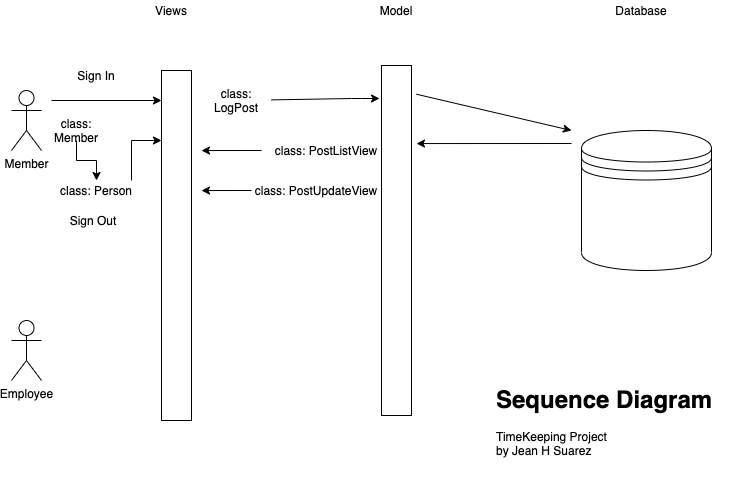 Views
Model
Database
Sign In
class:
LogPost
class:
Member
Member
class: PostListView
class: Person
class: PostUpdateView
Sign Out
Employee
Sequence Diagram
TimeKeeping Project
by Jean H Suarez